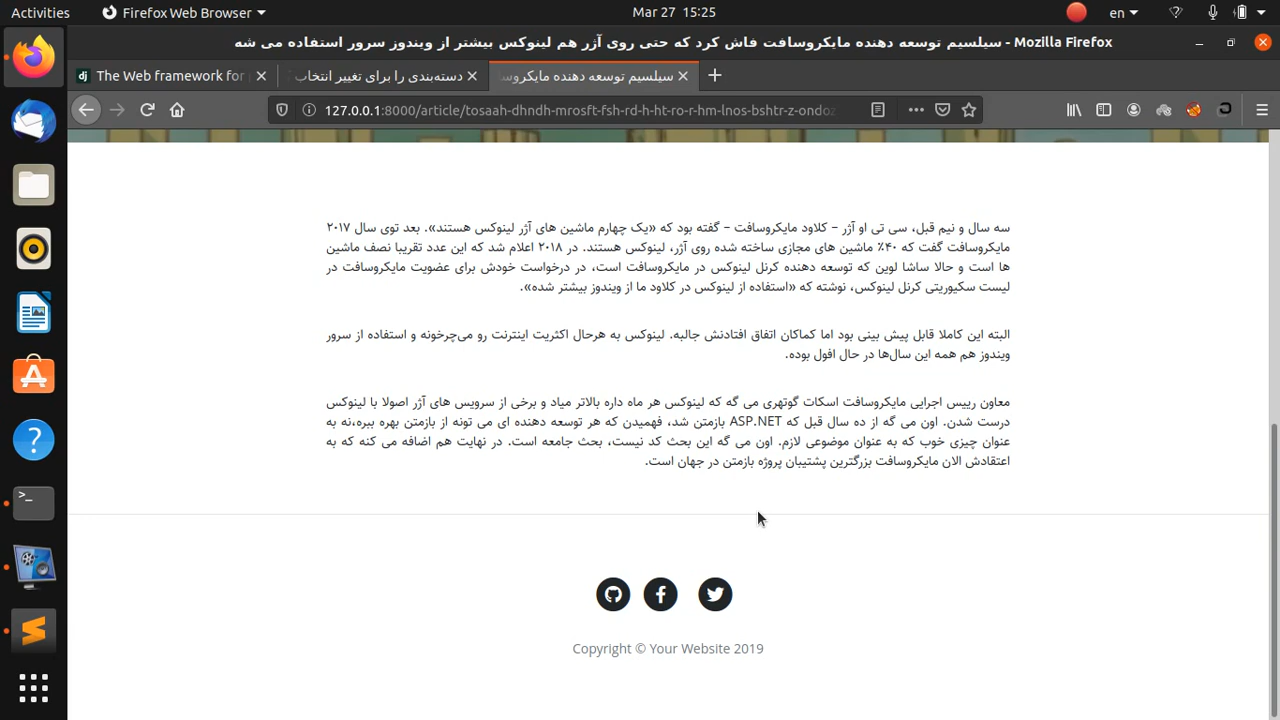 Activities
Firefox Web Browser
Mar 27 15:25
en
سیلسیم توسعه دهنده مایکروسافت فاش کرد که حتی روی آژر هم لینوکس بیشتر از ویندوز سرور استفاده می شه - Mozilla Firefox
dj The Web framework for
دسته‌بندی را برای تغییر انتخاب
سیلسیم توسعه دهنده مایکروسا
127.0.0.1:8000/article/tosaah-dhndh-mrosft-fsh-rd-h-ht-ro-r-hm-lnos-bshtr-z-ondoz
سه سال و نیم قبل، سی تی او آژر – کلاود مایکروسافت – گفته بود که «یک چهارم ماشین های آژر لینوکس هستند». بعد توی سال ۲۰۱۷
مایکروسافت گفت که ۴۰٪ ماشین های مجازی ساخته شده روی آژر، لینوکس هستند. در ۲۰۱۸ اعلام شد که این عدد تقریبا نصف ماشین
ها است و حالا ساشا لوین که توسعه دهنده کرنل لینوکس در مایکروسافت است، در درخواست خودش برای عضویت مایکروسافت در
لیست سکیوریتی کرنل لینوکس، نوشته که «استفاده از لینوکس در کلاود ما از ویندوز بیشتر شده».
البته این کاملا قابل پیش بینی بود اما کماکان اتفاق افتادنش جالبه. لینوکس به هرحال اکثریت اینترنت رو می‌چرخونه و استفاده از سرور
ویندوز هم همه این سال‌ها در حال افول بوده.
معاون رییس اجرایی مایکروسافت اسکات گوتهری می گه که لینوکس هر ماه داره بالاتر میاد و برخی از سرویس های آژر اصولا با لینوکس
درست شدن. اون می گه از ده سال قبل که ASP.NET بازمتن شد، فهمیدن که هر توسعه دهنده ای می تونه از بازمتن بهره ببره،نه به
عنوان چیزی خوب که به عنوان موضوعی لازم. اون می گه این بحث کد نیست، بحث جامعه است. در نهایت هم اضافه می کنه که به
اعتقادش الان مایکروسافت بزرگترین پشتیبان پروژه بازمتن در جهان است.
Copyright © Your Website 2019